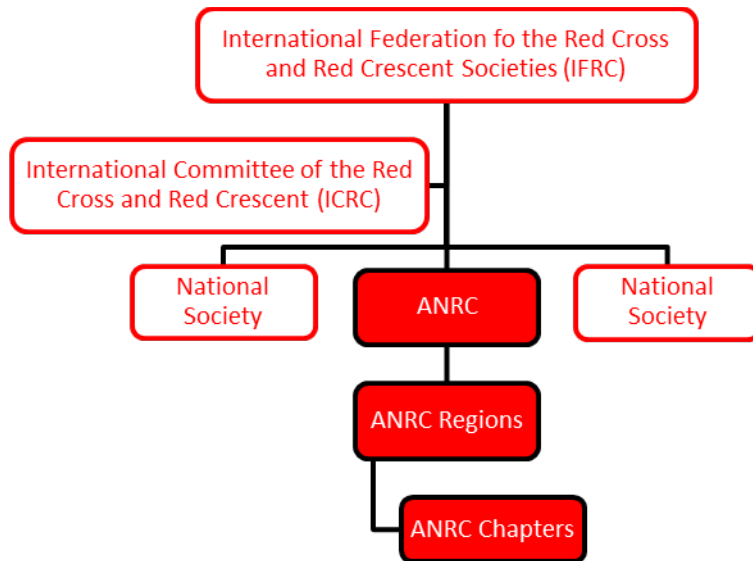 International Federation fo the Red Cross
and Red Crescent Societies (IFRC)
International Committee of the Red
Cross and Red Crescent (ICRC)
National
Society
ANRC
National
Society
ANRC Regions
ANRC Chapters